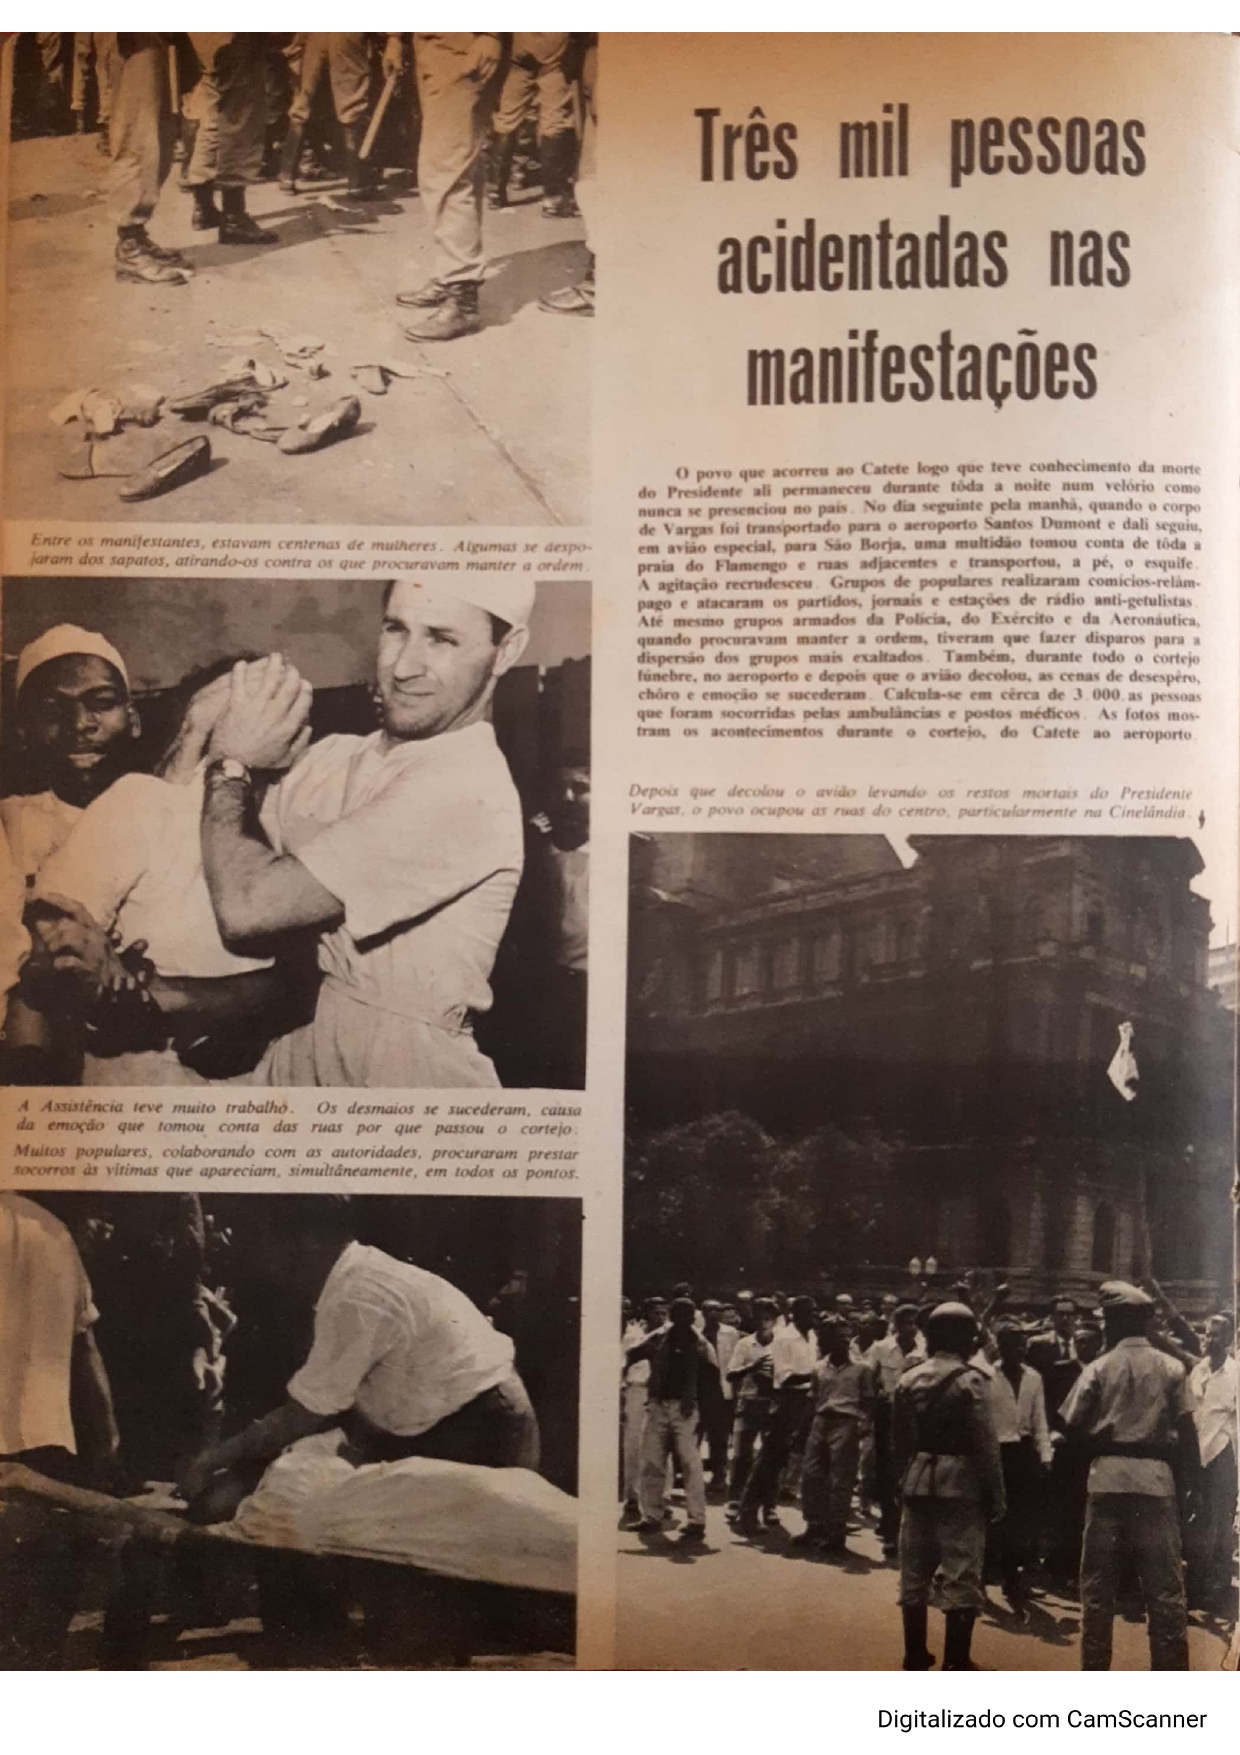 Três mil pessoas
acidentadas nas
manifestações
O povo que acorreu ao Catete logo que teve conhecimento da morte
do Presidente ali permaneceu durante tôda a noite num velório como
nunca se presenciou no país. No dia seguinte pela manhã, quando o corpo
de Vargas foi transportado para o aeroporto Santos Dumont e dali seguiu,
em avião especial, para São Borja, uma multidão tomou conta de tôda a
praia do Flamengo e ruas adjacentes e transportou, a pé, o esquife.
A agitação recrudesceu. Grupos de populares realizaram comícios-relâm-
pago e atacaram os partidos, jornais e estações de rádio anti-getulistas.
Até mesmo grupos armados da Polícia, do Exército e da Aeronáutica,
quando procuravam manter a ordem, tiveram que fazer disparos para a
dispersão dos grupos mais exaltados. Também, durante todo o cortejo
fúnebre, no aeroporto e depois que o avião decolou, as cenas de desespêro,
chôro e emoção se sucederam. Calcula-se em cêrca de 3.000 as pessoas
que foram socorridas pelas ambulâncias e postos médicos. As fotos mos-
tram os acontecimentos durante o cortejo, do Catete ao aeroporto.
Entre os manifestantes, estavam centenas de mulheres. Algumas se despo-
jaram dos sapatos, atirando-os contra os que procuravam manter a ordem.
A Assistência teve muito trabalho. Os desmaios se sucederam, causa
da emoção que tomou conta das ruas por que passou o cortejo.
Muitos populares, colaborando com as autoridades, procuraram prestar
socorros às vítimas que apareciam, simultâneamente, em todos os pontos.
Depois que decolou o avião levando os restos mortais do Presidente
Vargas, o povo ocupou as ruas do centro, particularmente na Cinelândia.
Digitalizado com CamScanner